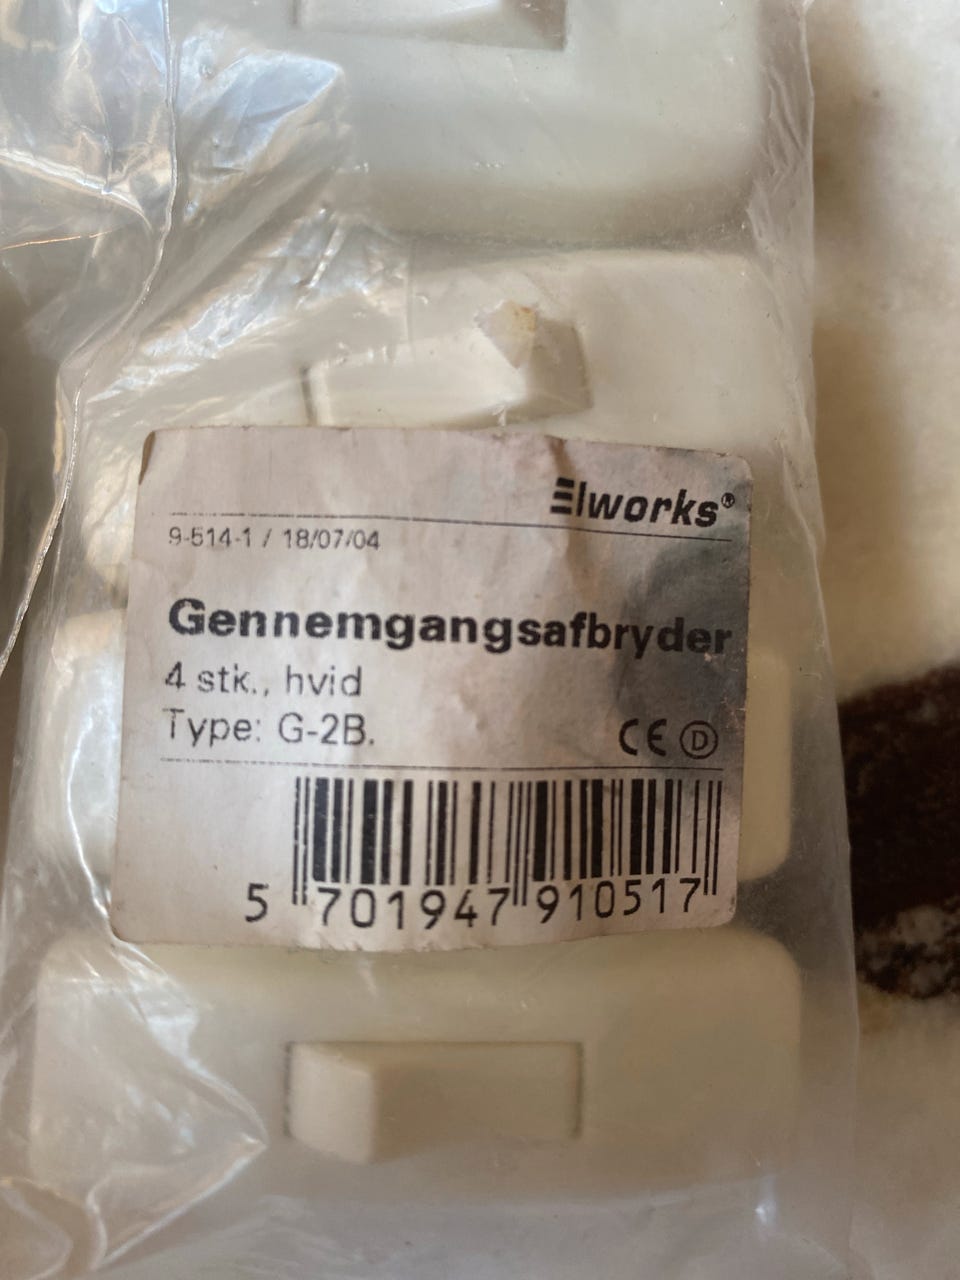 Elworks®
9-514-1 / 18/07/04
Gennemgangsafbryder
4 stk., hvid
Type: G-2B.
CE D
5 701947 910517